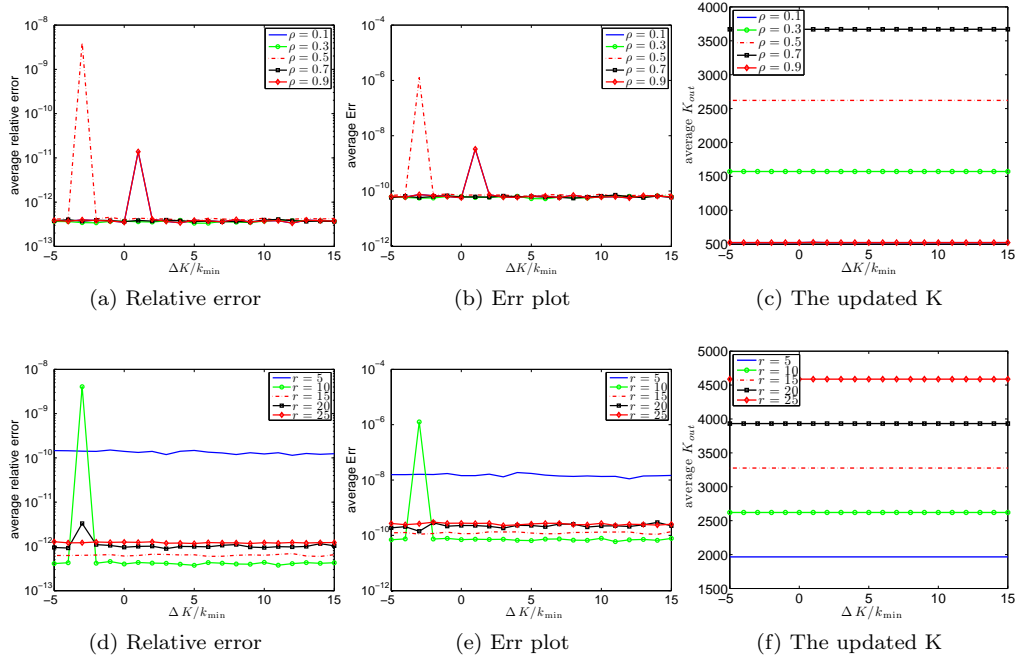 average relative error
10⁻⁸
10⁻⁹
10⁻¹⁰
10⁻¹¹
10⁻¹²
10⁻¹³
−5 0 5 10 15
ΔK/k_min
ρ = 0.1
ρ = 0.3
ρ = 0.5
ρ = 0.7
ρ = 0.9
(a) Relative error
average Err
10⁻⁴
10⁻⁶
10⁻⁸
10⁻¹⁰
10⁻¹²
−5 0 5 10 15
ΔK/k_min
ρ = 0.1
ρ = 0.3
ρ = 0.5
ρ = 0.7
ρ = 0.9
(b) Err plot
average K_out
4000
3500
3000
2500
2000
1500
1000
500
−5 0 5 10 15
ΔK/k_min
ρ = 0.1
ρ = 0.3
ρ = 0.5
ρ = 0.7
ρ = 0.9
(c) The updated K
average relative error
10⁻⁸
10⁻⁹
10⁻¹⁰
10⁻¹¹
10⁻¹²
10⁻¹³
−5 0 5 10 15
ΔK/k_min
r = 5
r = 10
r = 15
r = 20
r = 25
(d) Relative error
average Err
10⁻⁴
10⁻⁶
10⁻⁸
10⁻¹⁰
10⁻¹²
−5 0 5 10 15
ΔK/k_min
r = 5
r = 10
r = 15
r = 20
r = 25
(e) Err plot
average K_out
5000
4500
4000
3500
3000
2500
2000
1500
−5 0 5 10 15
ΔK/k_min
r = 5
r = 10
r = 15
r = 20
r = 25
(f) The updated K